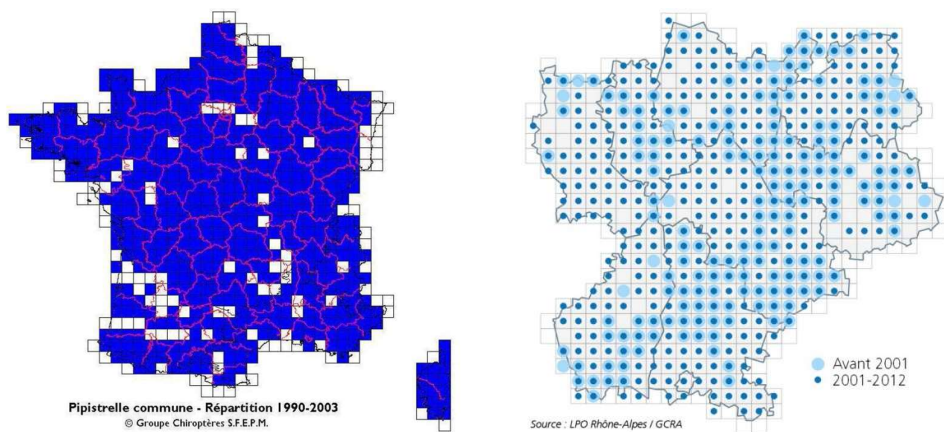 Pipistrelle commune - Répartition 1990-2003
© Groupe Chiroptères S.F.E.P.M.
Avant 2001
2001-2012
Source : LPO Rhône-Alpes / GCRA